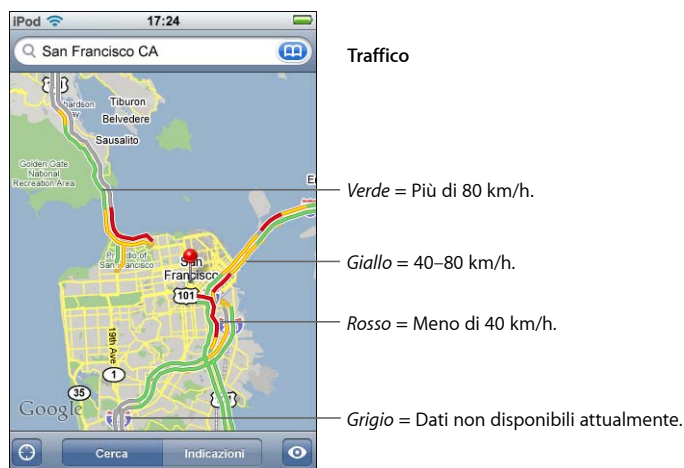 iPod 17:24
San Francisco CA
Traffico
101
Tiburon
Belvedere
Sausalito
Golden Gate
National
Recreation Area
Verde = Più di 80 km/h.
San
Francisco
Giallo = 40–80 km/h.
101
Rosso = Meno di 40 km/h.
19th Ave
1
35
Google
Grigio = Dati non disponibili attualmente.
Cerca Indicazioni